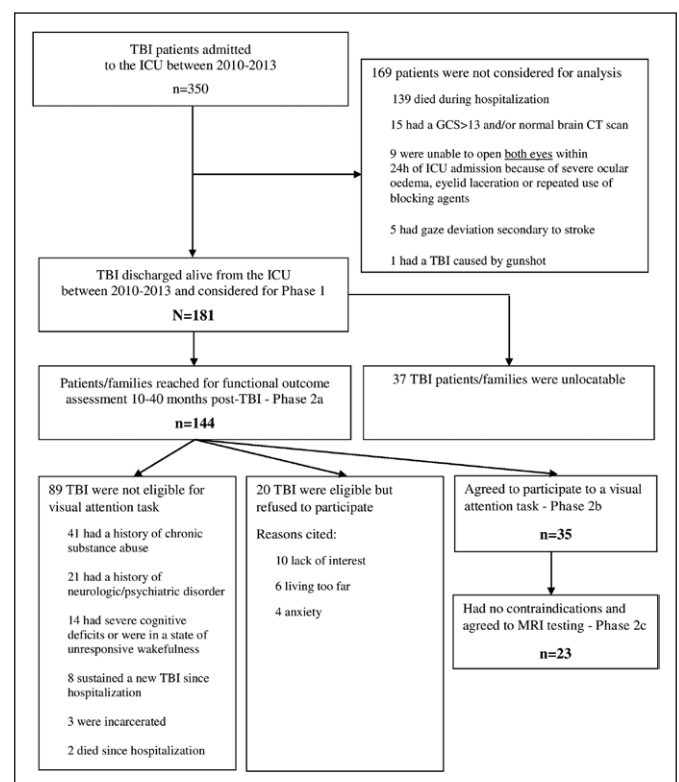 TBI patients admitted
to the ICU between 2010-2013
n=350
169 patients were not considered for analysis
139 died during hospitalization
15 had a GCS>13 and/or normal brain CT scan
9 were unable to open both eyes within
24h of ICU admission because of severe ocular
oedema, eyelid laceration or repeated use of
blocking agents
5 had gaze deviation secondary to stroke
1 had a TBI caused by gunshot
TBI discharged alive from the ICU
between 2010-2013 and considered for Phase 1
N=181
Patients/families reached for functional outcome
assessment 10-40 months post-TBI - Phase 2a
n=144
37 TBI patients/families were unlocatable
89 TBI were not eligible for
visual attention task
41 had a history of chronic
substance abuse
21 had a history of
neurologic/psychiatric disorder
14 had severe cognitive
deficits or were in a state of
unresponsive wakefulness
8 sustained a new TBI since
hospitalization
3 were incarcerated
2 died since hospitalization
20 TBI were eligible but
refused to participate
Reasons cited:
10 lack of interest
6 living too far
4 anxiety
Agreed to participate to a visual
attention task - Phase 2b
n=35
Had no contraindications and
agreed to MRI testing - Phase 2c
n=23